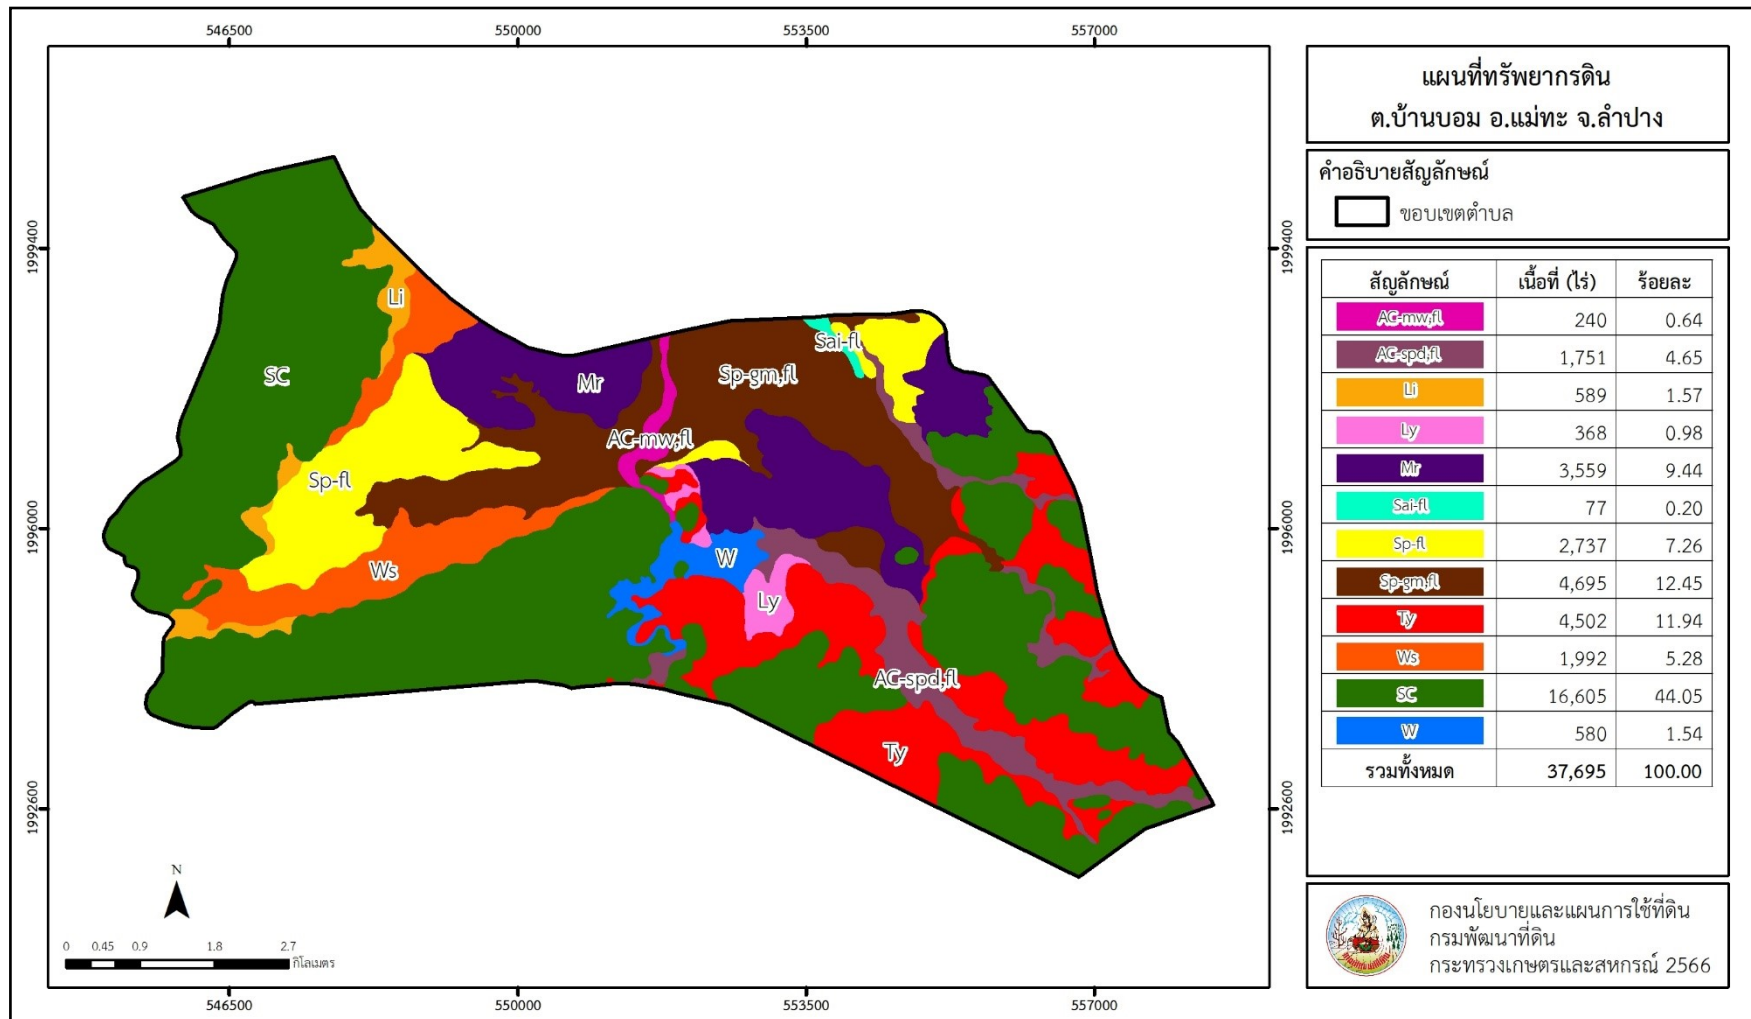 546500 550000 553500 557000
1999400 1999400
1996000 1996000
1992600 1992600
546500 550000 553500 557000
SC
Li
Mr
Sai-fl
Sp-gm,fl
AC-mw,fl
Sp-fl
Ws
W
Ly
AC-spd,fl
Ty
N
0 0.45 0.9 1.8 2.7
กิโลเมตร
แผนที่ทรัพยากรดิน
ต.บ้านบอม อ.แม่ทะ จ.ลำปาง
คำอธิบายสัญลักษณ์
ขอบเขตตำบล
สัญลักษณ์ เนื้อที่ (ไร่) ร้อยละ
AC-mw,fl 240 0.64
AC-spd,fl 1,751 4.65
Li 589 1.57
Ly 368 0.98
Mr 3,559 9.44
Sai-fl 77 0.20
Sp-fl 2,737 7.26
Sp-gm,fl 4,695 12.45
Ty 4,502 11.94
Ws 1,992 5.28
SC 16,605 44.05
W 580 1.54
รวมทั้งหมด 37,695 100.00
กองนโยบายและแผนการใช้ที่ดิน
กรมพัฒนาที่ดิน
กระทรวงเกษตรและสหกรณ์ 2566